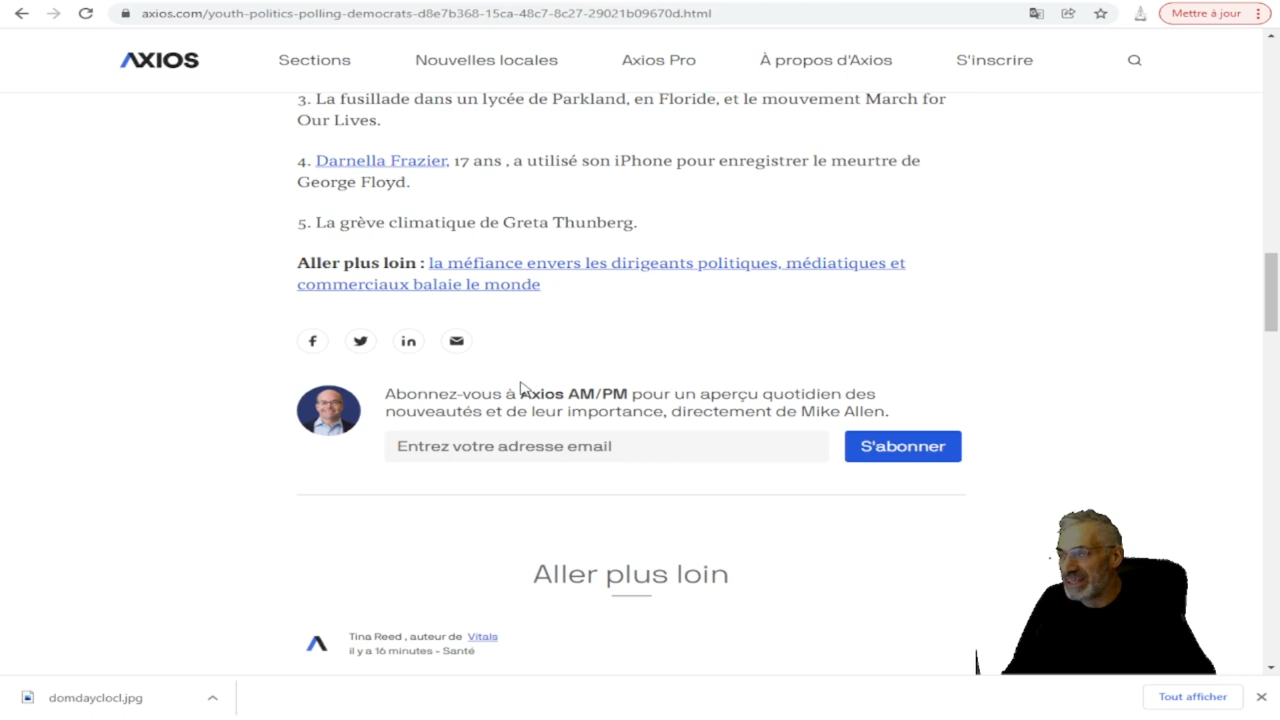 axios.com/youth-politics-polling-democrats-d8e7b368-15ca-48c7-8c27-29021b09670d.html
Mettre à jour
AXIOS
Sections
Nouvelles locales
Axios Pro
À propos d'Axios
S'inscrire
3. La fusillade dans un lycée de Parkland, en Floride, et le mouvement March for
Our Lives.
4. Darnella Frazier, 17 ans , a utilisé son iPhone pour enregistrer le meurtre de
George Floyd.
5. La grève climatique de Greta Thunberg.
Aller plus loin : la méfiance envers les dirigeants politiques, médiatiques et
commerciaux balaie le monde
Abonnez-vous à Axios AM/PM pour un aperçu quotidien des
nouveautés et de leur importance, directement de Mike Allen.
Entrez votre adresse email
S'abonner
Aller plus loin
Tina Reed , auteur de Vitals
il y a 16 minutes - Santé
domdayclocl.jpg
Tout afficher